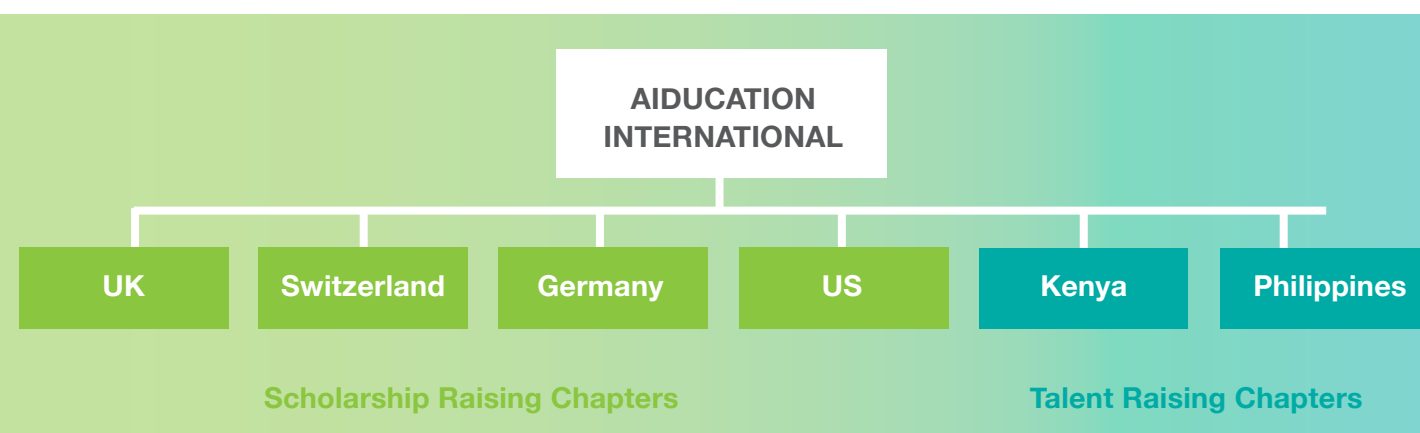 AIDUCATION
INTERNATIONAL
UK
Switzerland
Germany
US
Kenya
Philippines
Scholarship Raising Chapters
Talent Raising Chapters